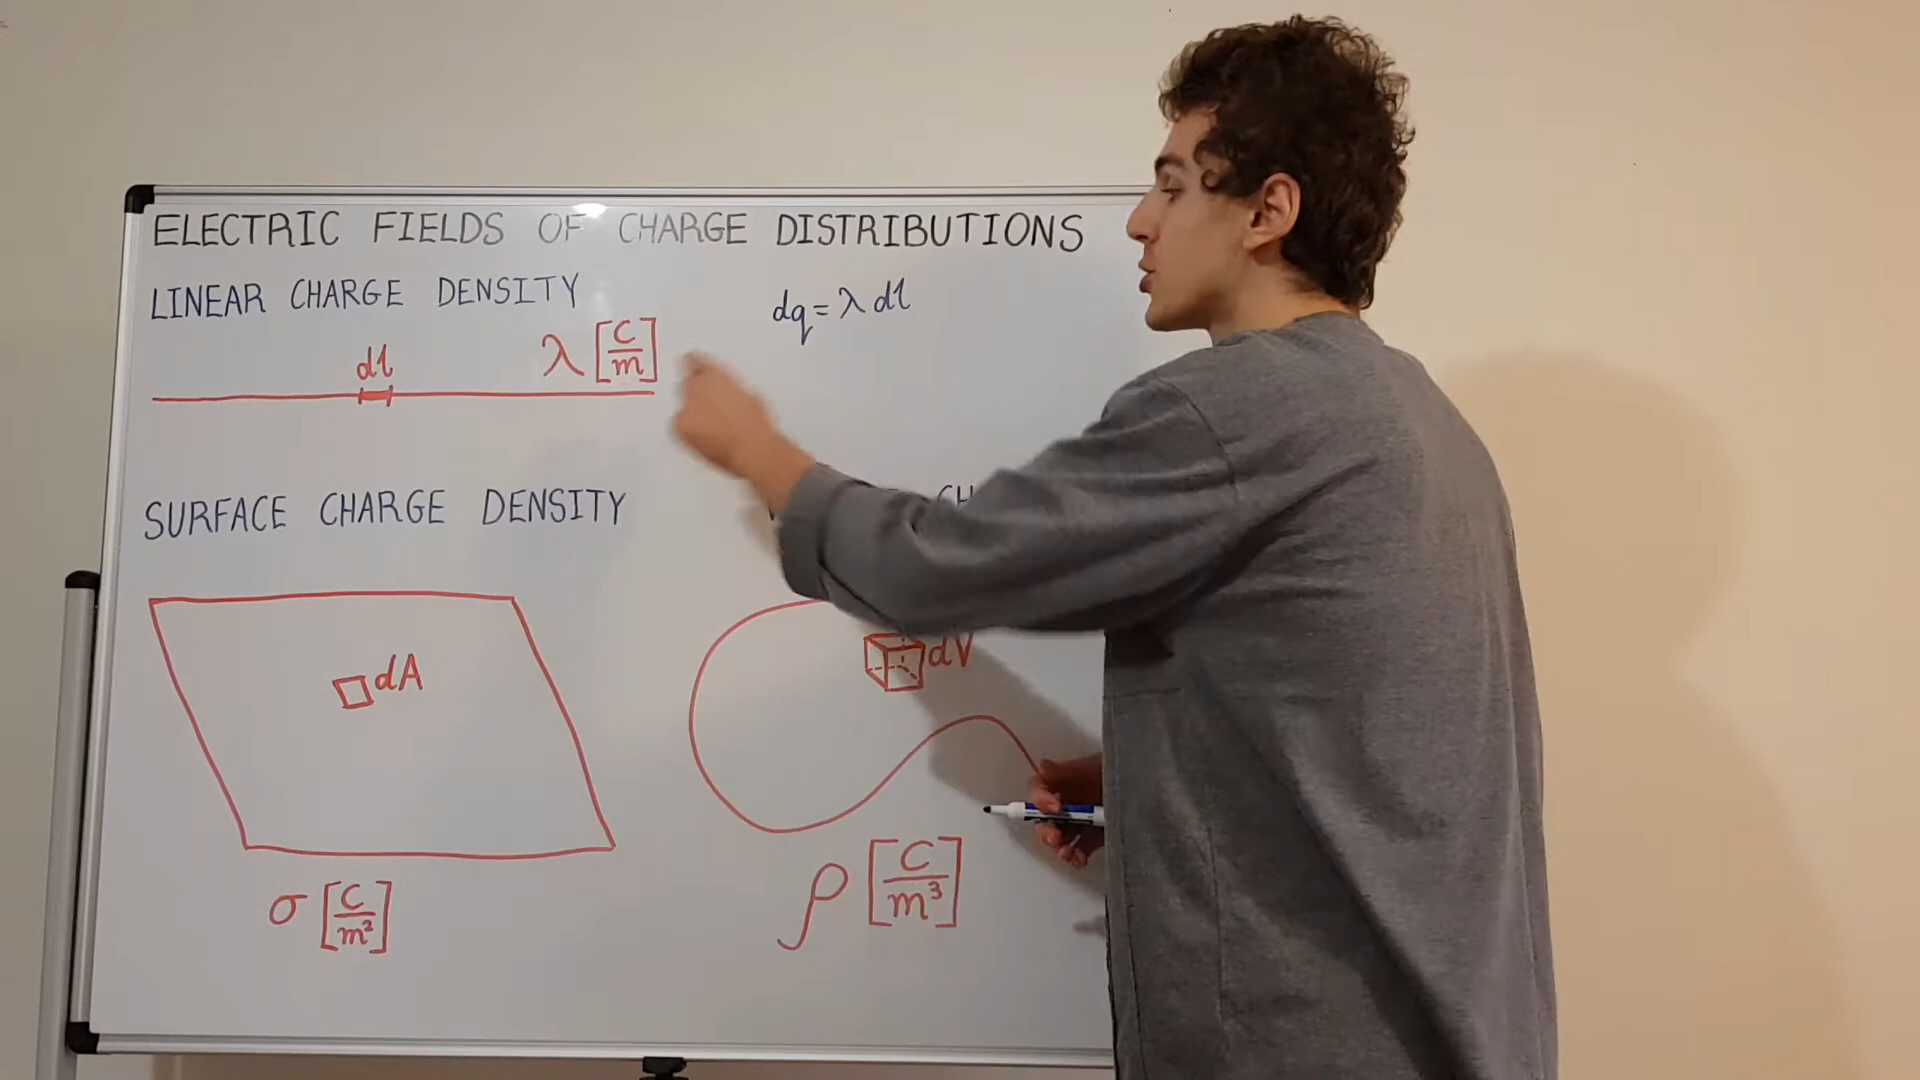 ELECTRIC FIELDS OF CHARGE DISTRIBUTIONS
LINEAR CHARGE DENSITY
dq = λ dl
dl
λ [C/m]
SURFACE CHARGE DENSITY
dA
dV
σ [C/m²]
ρ [C/m³]